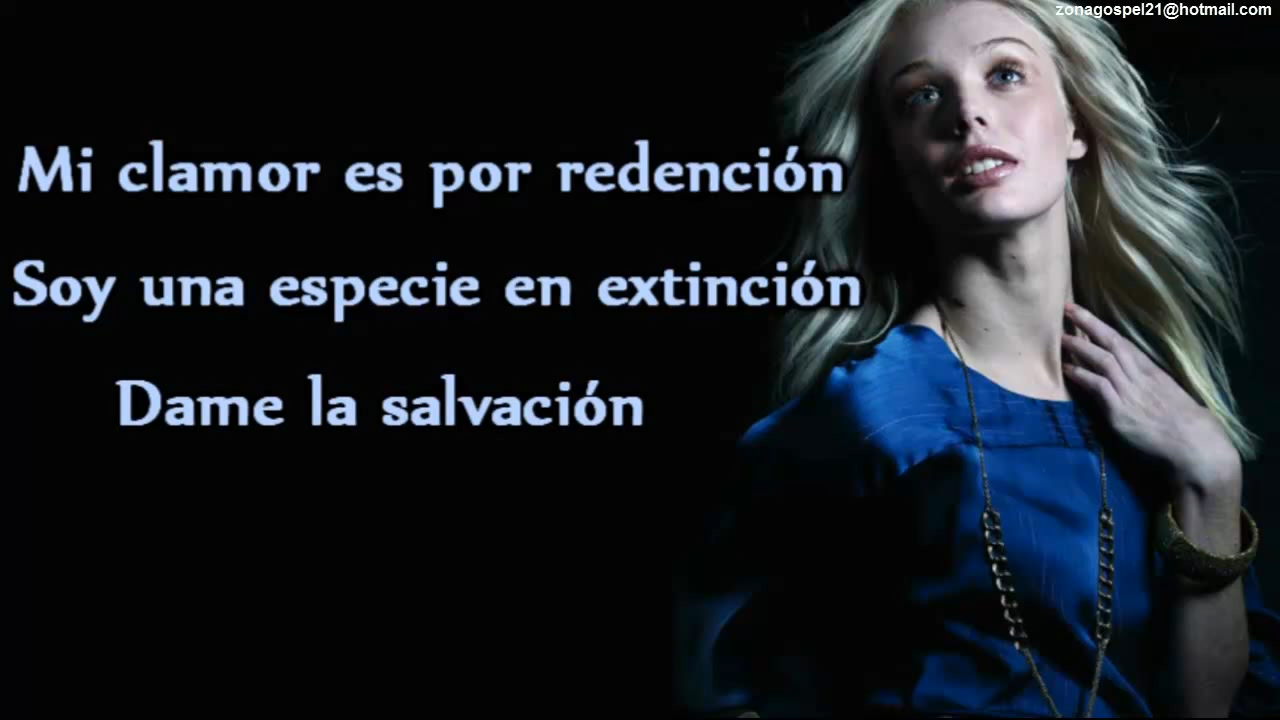 zonagospel21@hotmail.com
Mi clamor es por redención
Soy una especie en extinción
Dame la salvación